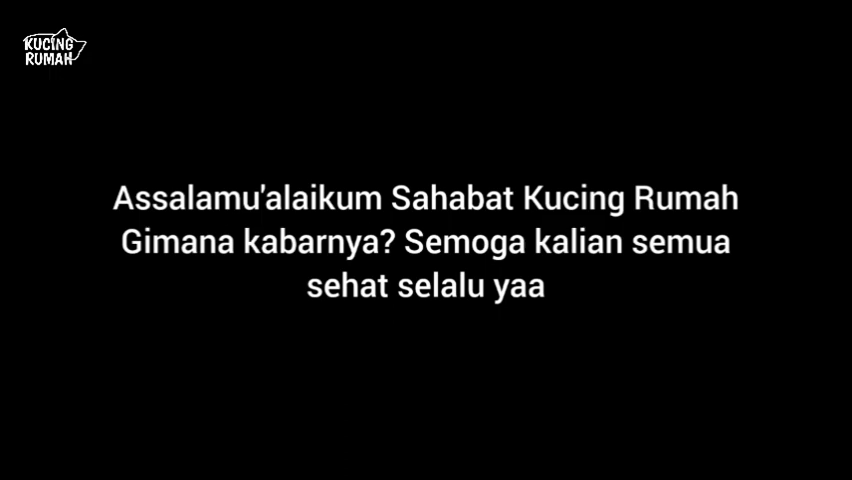 KUCING
RUMAH
Assalamu'alaikum Sahabat Kucing Rumah
Gimana kabarnya? Semoga kalian semua
sehat selalu yaa